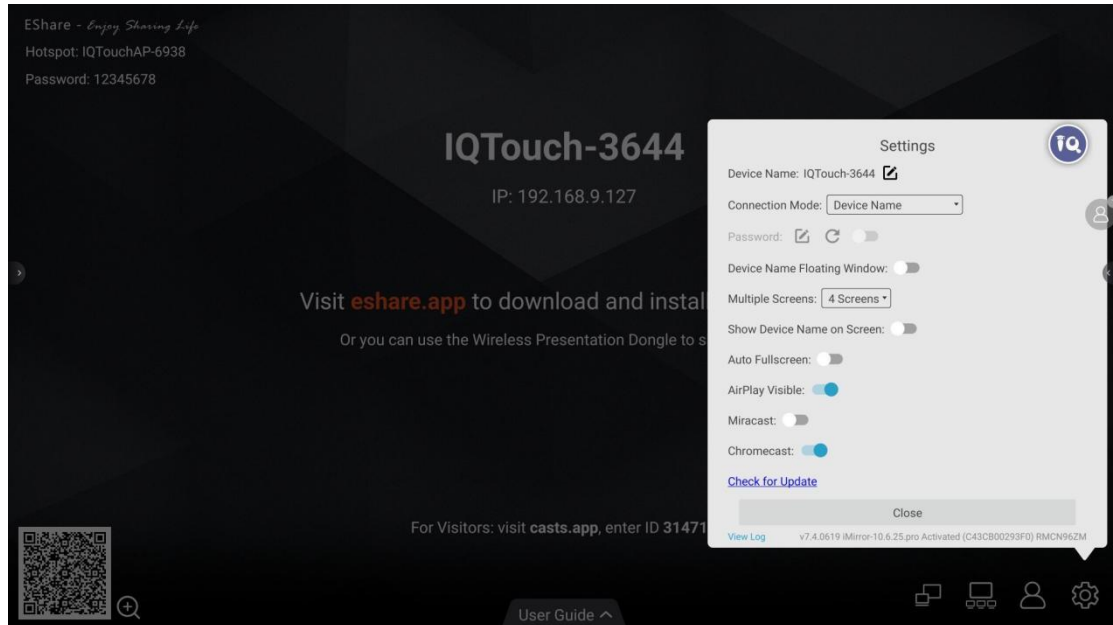 EShare - Enjoy Sharing Life
Hotspot: IQTouchAP-6938
Password: 12345678
IQTouch-3644
IP: 192.168.9.127
Visit eshare.app to download and instal
Or you can use the Wireless Presentation Dongle to s
For Visitors: visit casts.app, enter ID 31471
User Guide
Settings
IQ
Device Name: IQTouch-3644
Connection Mode: Device Name
Password:
Device Name Floating Window:
Multiple Screens: 4 Screens
Show Device Name on Screen:
Auto Fullscreen:
AirPlay Visible:
Miracast:
Chromecast:
Check for Update
Close
View Log v7.4.0619 iMirror-10.6.25.pro Activated (C43CB00293F0) RMCN96ZM